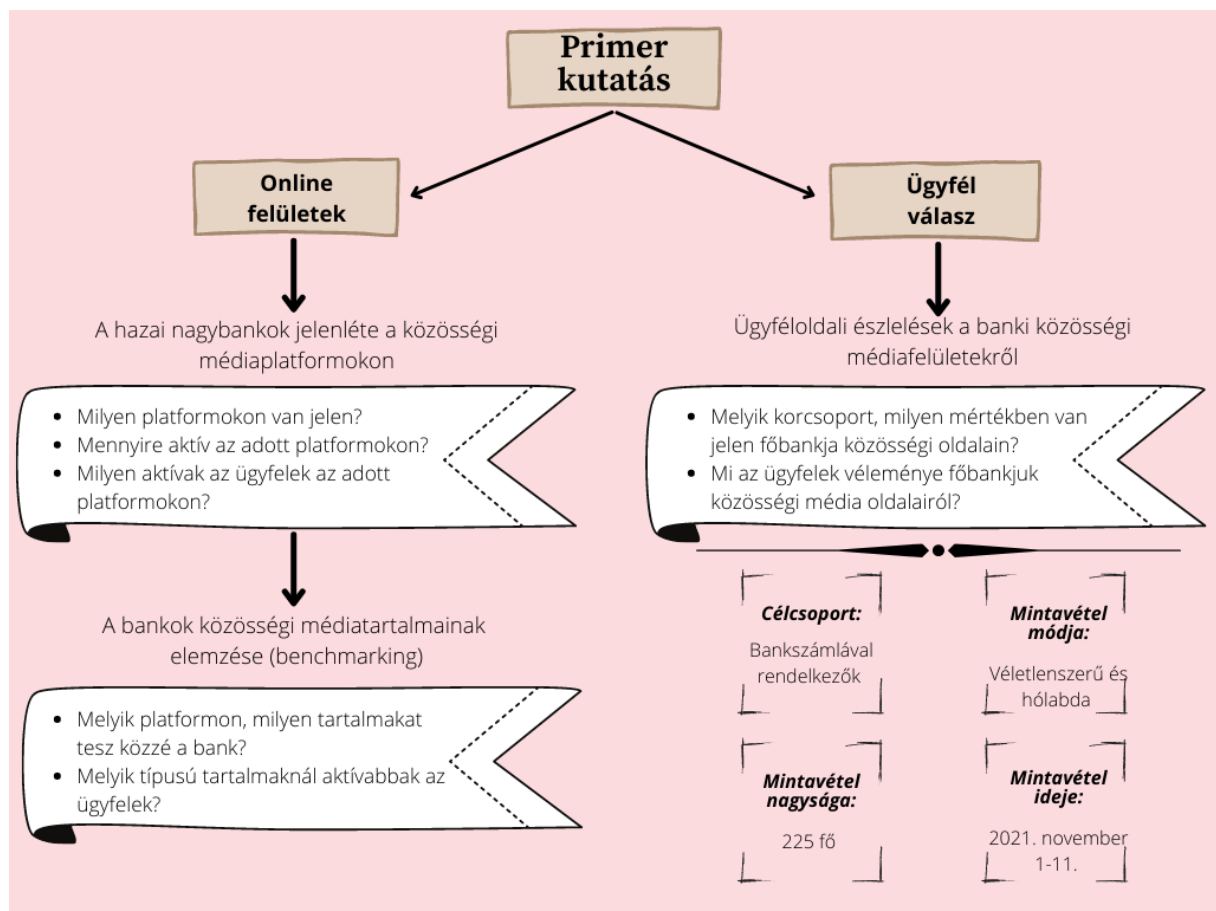 Primer
kutatás
Online
felületek
A hazai nagybankok jelenléte a közösségi
médiaplatformokon
Milyen platformokon van jelen?
Mennyire aktív az adott platformokon?
Milyen aktívak az ügyfelek az adott
platformokon?
A bankok közösségi médiatartalmainak
elemzése (benchmarking)
Melyik platformon, milyen tartalmakat
tesz közzé a bank?
Melyik típusú tartalmaknál aktívabbak az
ügyfelek?
Ügyfél
válasz
Ügyféloldali észlelések a banki közösségi
médiafelületekről
Melyik korcsoport, milyen mértékben van
jelen főbankja közösségi oldalain?
Mi az ügyfelek véleménye főbankjuk
közösségi média oldalairól?
Célcsoport:
Bankszámlával
rendelkezők
Mintavétel
módja:
Véletlenszerű és
hólabda
Mintavétel
nagysága:
225 fő
Mintavétel
ideje:
2021. november
1-11.